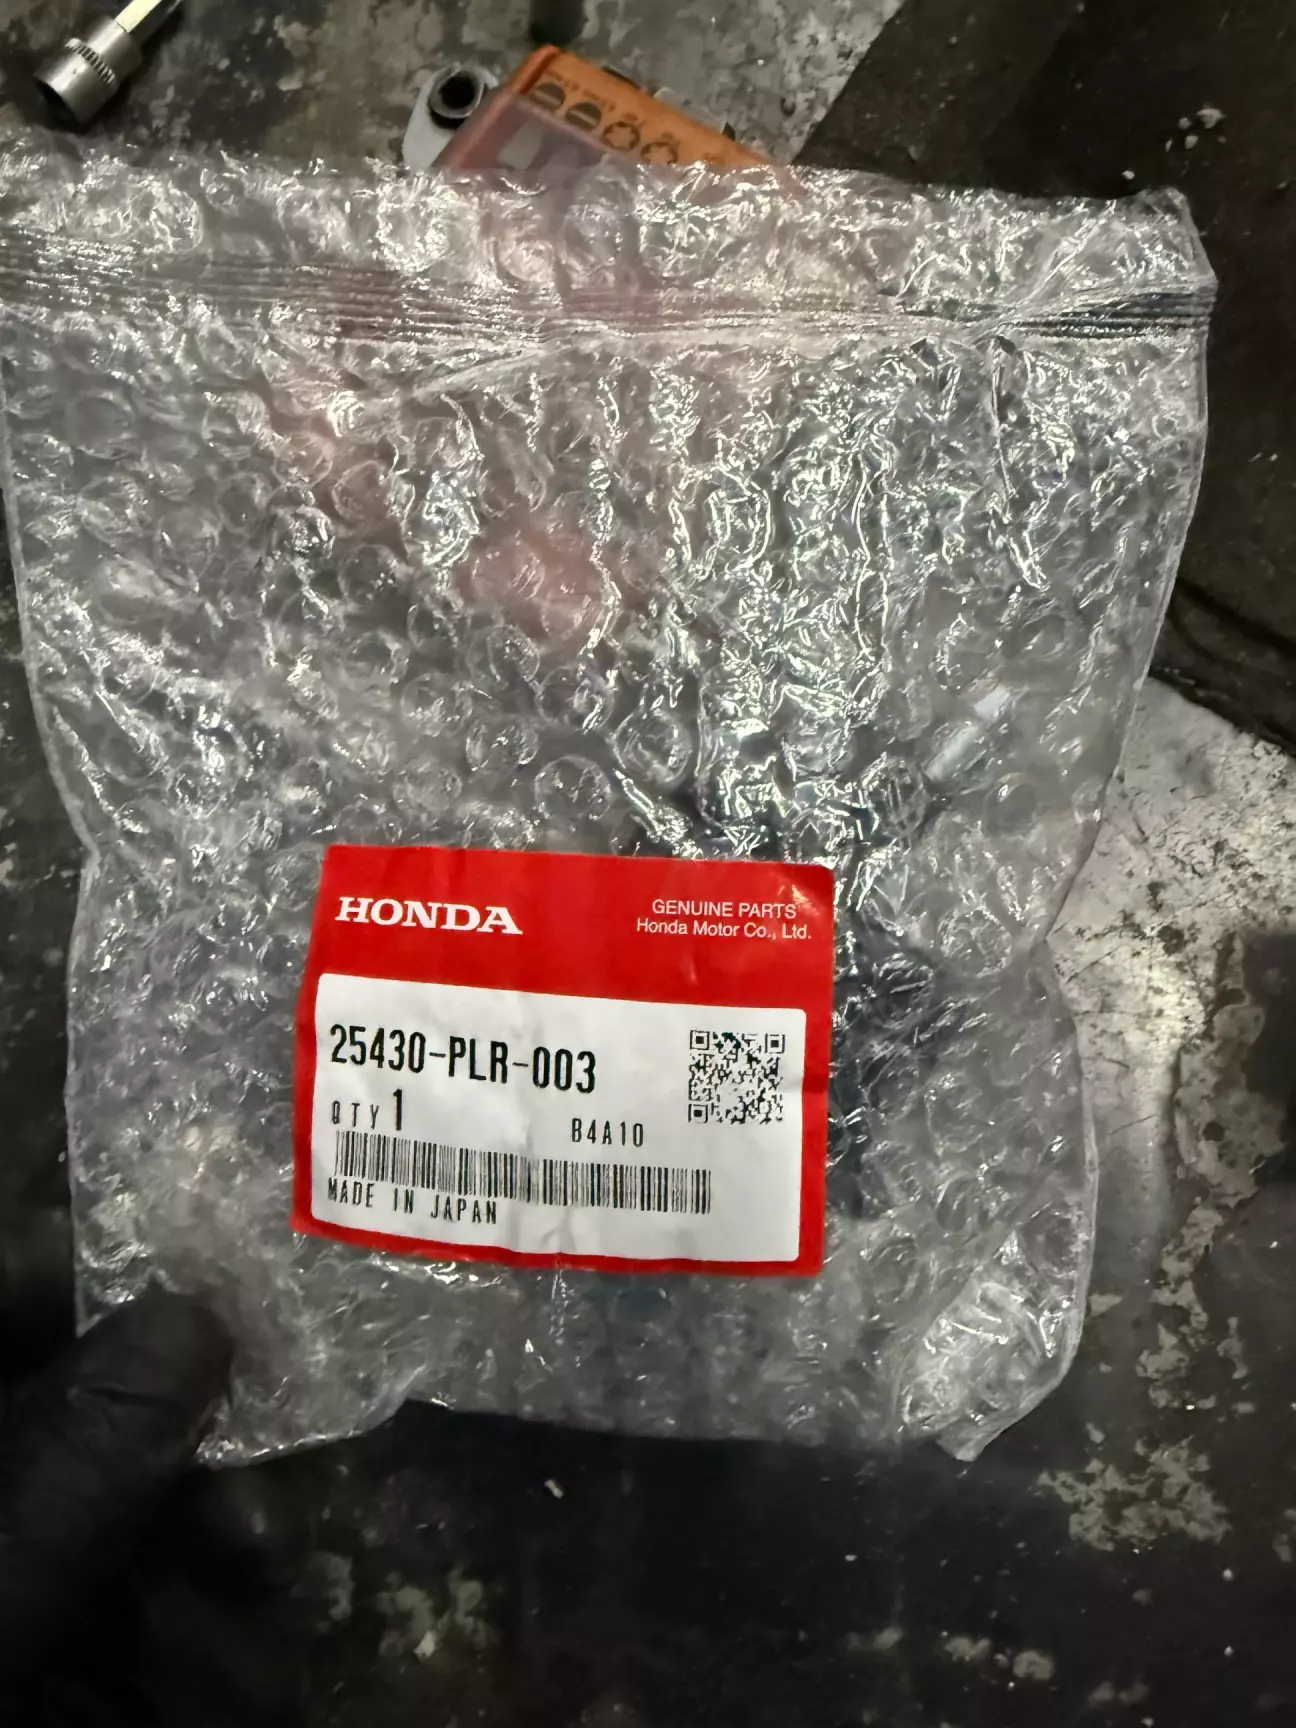 HONDA
GENUINE PARTS
Honda Motor Co., Ltd.
25430-PLR-003
QTY 1
B4A10
MADE IN JAPAN